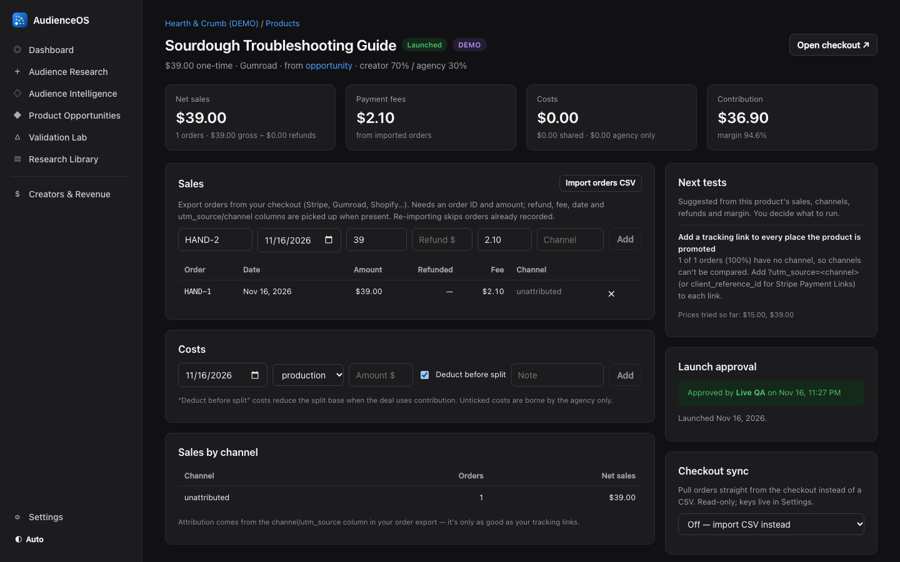 AudienceOS
Dashboard
Audience Research
Audience Intelligence
Product Opportunities
Validation Lab
Research Library
$ Creators & Revenue
Settings
Auto
Hearth & Crumb (DEMO) / Products
Sourdough Troubleshooting Guide Launched DEMO
$39.00 one-time · Gumroad · from opportunity · creator 70% / agency 30%
Open checkout ↗
Net sales
$39.00
1 orders · $39.00 gross − $0.00 refunds
Payment fees
$2.10
from imported orders
Costs
$0.00
$0.00 shared · $0.00 agency only
Contribution
$36.90
margin 94.6%
Sales
Import orders CSV
Export orders from your checkout (Stripe, Gumroad, Shopify…). Needs an order ID and amount; refund, fee, date and
utm_source/channel columns are picked up when present. Re-importing skips orders already recorded.
HAND-2 11/16/2026 39 Refund $ 2.10 Channel Add
Order Date Amount Refunded Fee Channel
HAND-1 Nov 16, 2026 $39.00 — $2.10 unattributed ✕
Costs
11/16/2026 production Amount $ Deduct before split Note Add
"Deduct before split" costs reduce the split base when the deal uses contribution. Unticked costs are borne by the agency only.
Sales by channel
Channel Orders Net sales
unattributed 1 $39.00
Attribution comes from the channel/utm_source column in your order export — it's only as good as your tracking links.
Next tests
Suggested from this product's sales, channels,
refunds and margin. You decide what to run.
Add a tracking link to every place the product is
promoted
1 of 1 orders (100%) have no channel, so channels
can't be compared. Add ?utm_source=<channel>
(or client_reference_id for Stripe Payment Links)
to each link.
Prices tried so far: $15.00, $39.00
Launch approval
Approved by Live QA on Nov 16, 11:27 PM
Launched Nov 16, 2026.
Checkout sync
Pull orders straight from the checkout instead of a
CSV. Read-only; keys live in Settings.
Off — import CSV instead